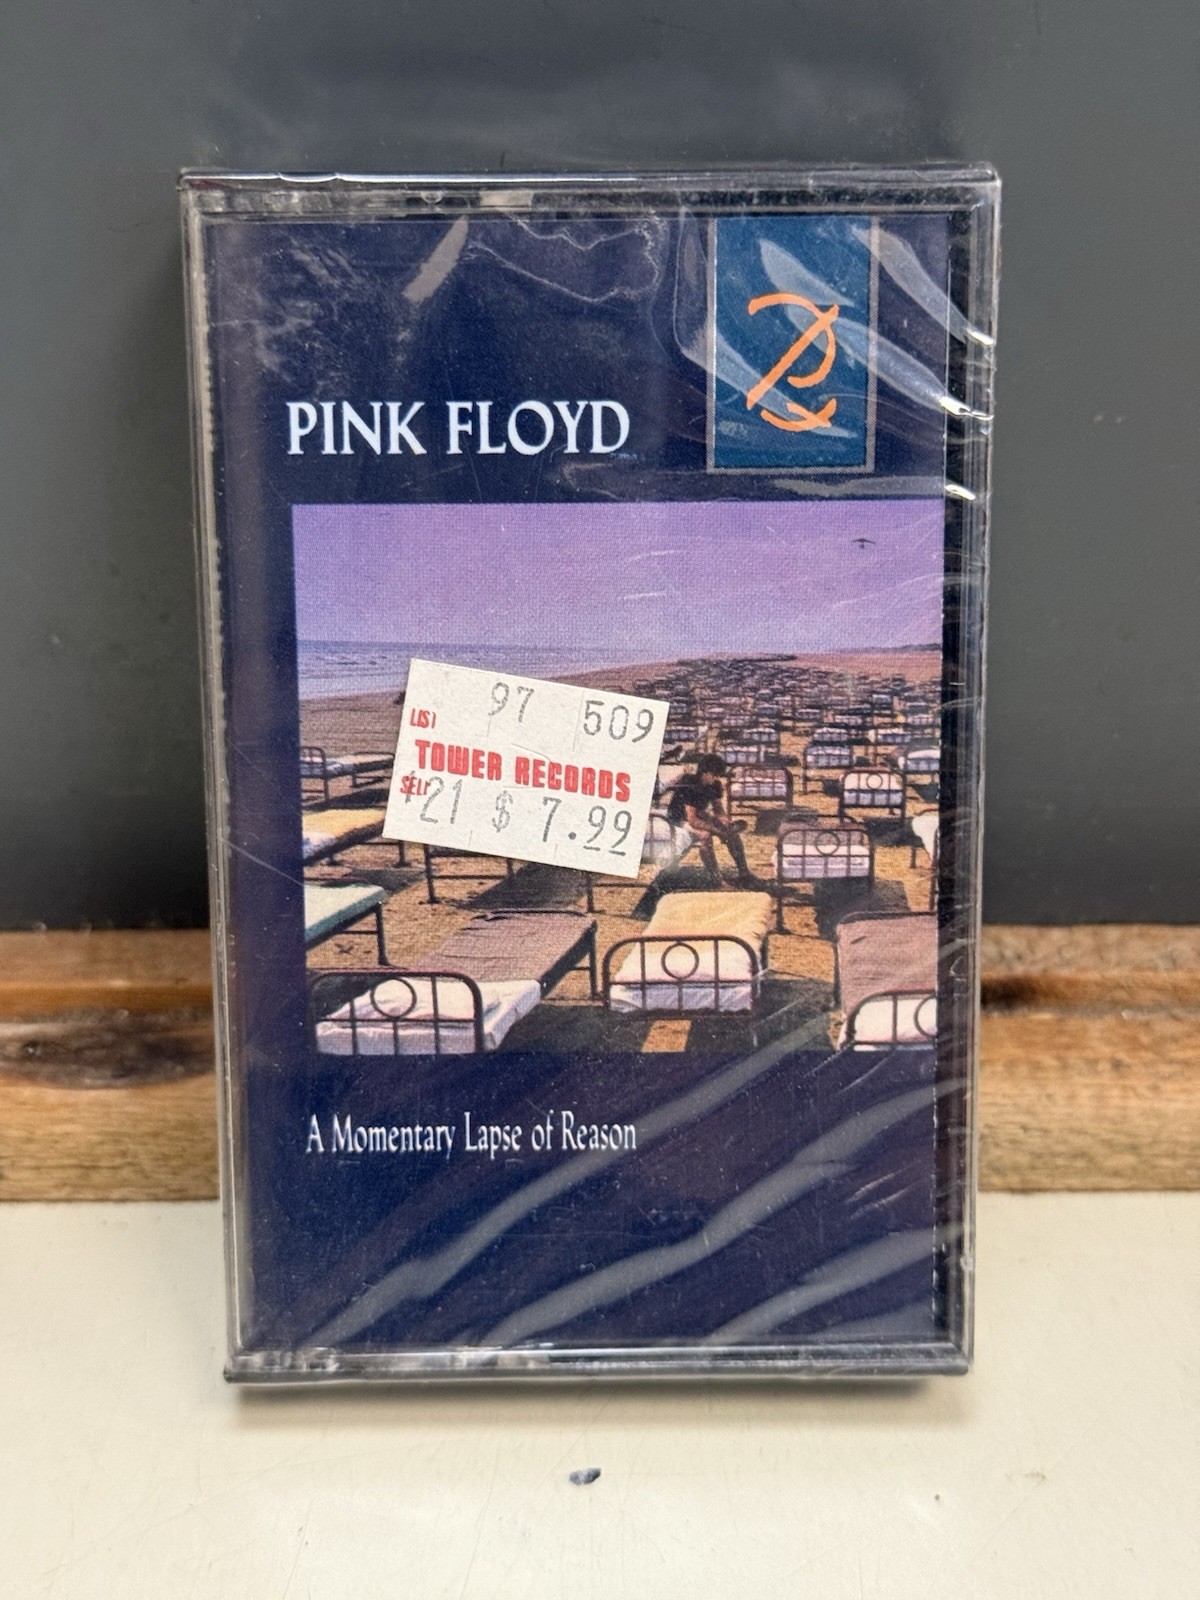 PINK FLOYD
97 509
LIST
TOWER RECORDS
SELL
21 $ 7.99
A Momentary Lapse of Reason